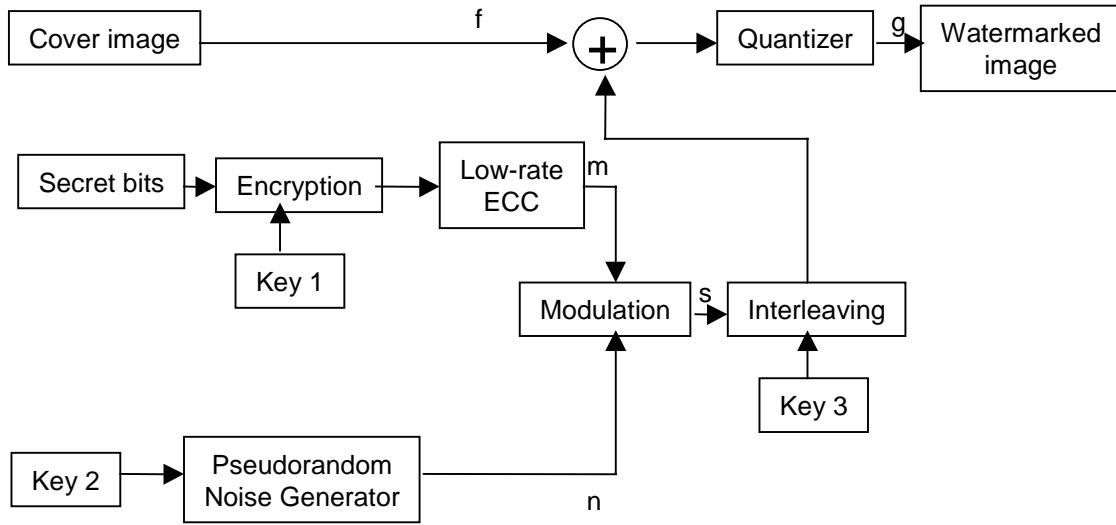 f
g
Cover image
+
Quantizer
Watermarked
image
Secret bits
Encryption
Low-rate
ECC
m
Key 1
Modulation
s
Interleaving
Key 3
Key 2
Pseudorandom
Noise Generator
n